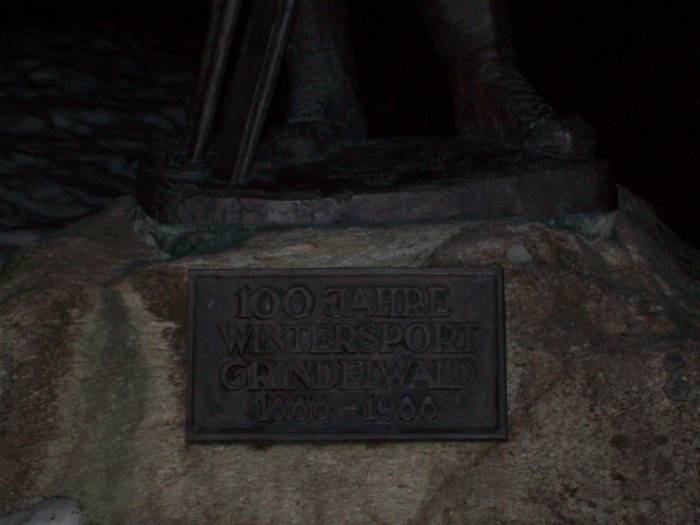 100 JAHRE
WINTERSPORT
GRINDELWALD
1888 - 1988